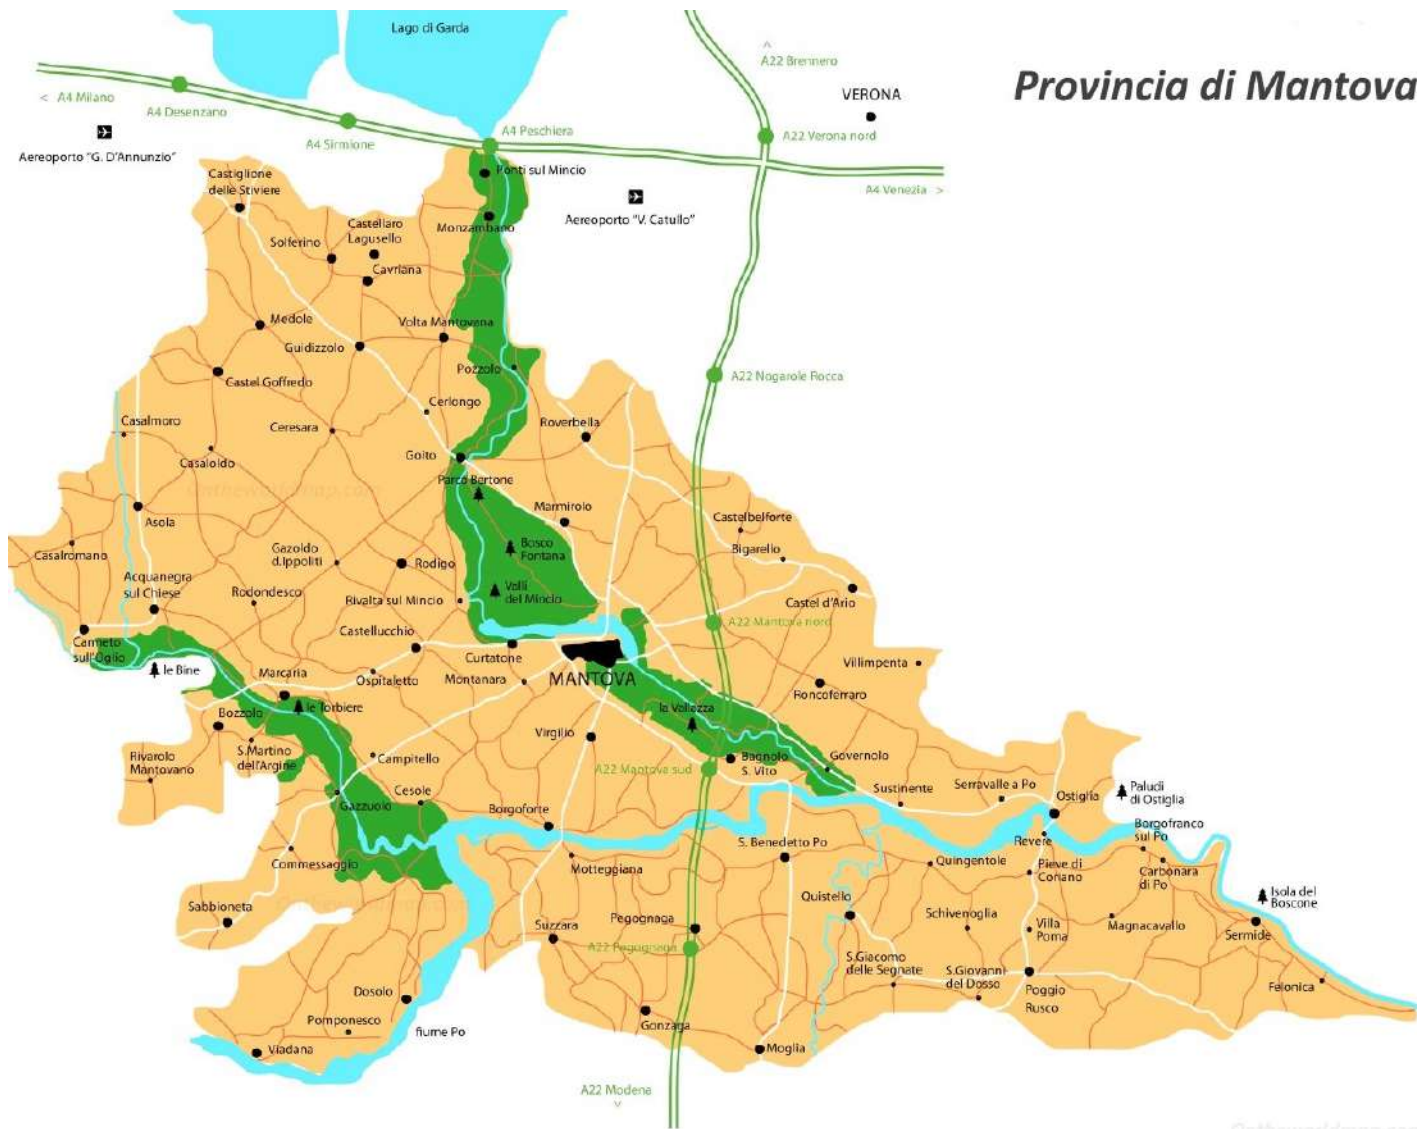 Lago di Garda
Provincia di Mantova
A22 Brennero
< A4 Milano
A4 Desenzano
VERONA
A4 Sirmione
A4 Peschiera
A22 Verona nord
Aereoporto "G. D'Annunzio"
Castiglione
delle Stiviere
Ponti sul Mincio
A4 Venezia >
Aereoporto "V. Catullo"
Castellaro
Lagusello
Monzambano
Solferino
Cavriana
Medole
Volta Mantovana
Guidizzolo
Pozzolo
A22 Nogarole Rocca
Castel Goffredo
Cerlongo
Casalmoro
Ceresara
Roverbella
Casaloldo
Goito
Parco Bertone
Ontheworldmap.com
Marmirolo
Castelbelforte
Asola
Casalromano
Gazoldo
d.Ippoliti
Bosco
Fontana
Bigarello
Rodigo
Acquanegra
sul Chiese
Rodondesco
Rivalta sul Mincio
Valli
del Mincio
Castel d'Ario
A22 Mantova nord
Canneto
sull'Oglio
Castellucchio
Curtatone
Villimpenta
le Bine
Marcaria
Ospitaletto
Montanara
MANTOVA
Roncoferraro
Bozzolo
le Torbiere
la Vallazza
Rivarolo
Mantovano
S.Martino
dell'Argine
Campitello
Virgilio
A22 Mantova sud
Bagnolo
S. Vito
Governolo
Gazzuolo
Cesole
Borgoforte
Sustinente
Serravalle a Po
Ostiglia
Paludi
di Ostiglia
Commessaggio
Motteggiana
S. Benedetto Po
Revere
Borgofranco
sul Po
Quingentole
Pieve di
Coriano
Carbonara
di Po
Sabbioneta
Suzzara
Pegognaga
Quistello
Schivenoglia
Villa
Poma
Magnacavallo
Isola del
Boscone
Sermide
A22 Pegognaga
S.Giacomo
delle Segnate
S.Giovanni
del Dosso
Poggio
Rusco
Felonica
Dosolo
Pomponesco
fiume Po
Gonzaga
Viadana
Moglia
A22 Modena